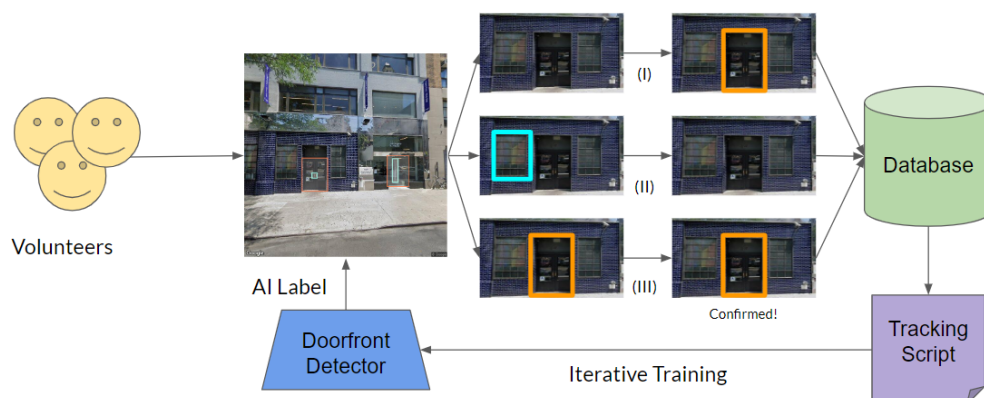 Volunteers
AI Label
Doorfront
Detector
(I)
(II)
(III)
Confirmed!
Database
Tracking
Script
Iterative Training